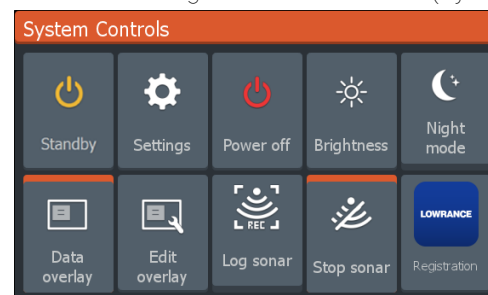 System Controls
Standby
Settings
Power off
Brightness
Night
mode
Data
overlay
Edit
overlay
REC
Log sonar
Stop sonar
LOWRANCE
Registration